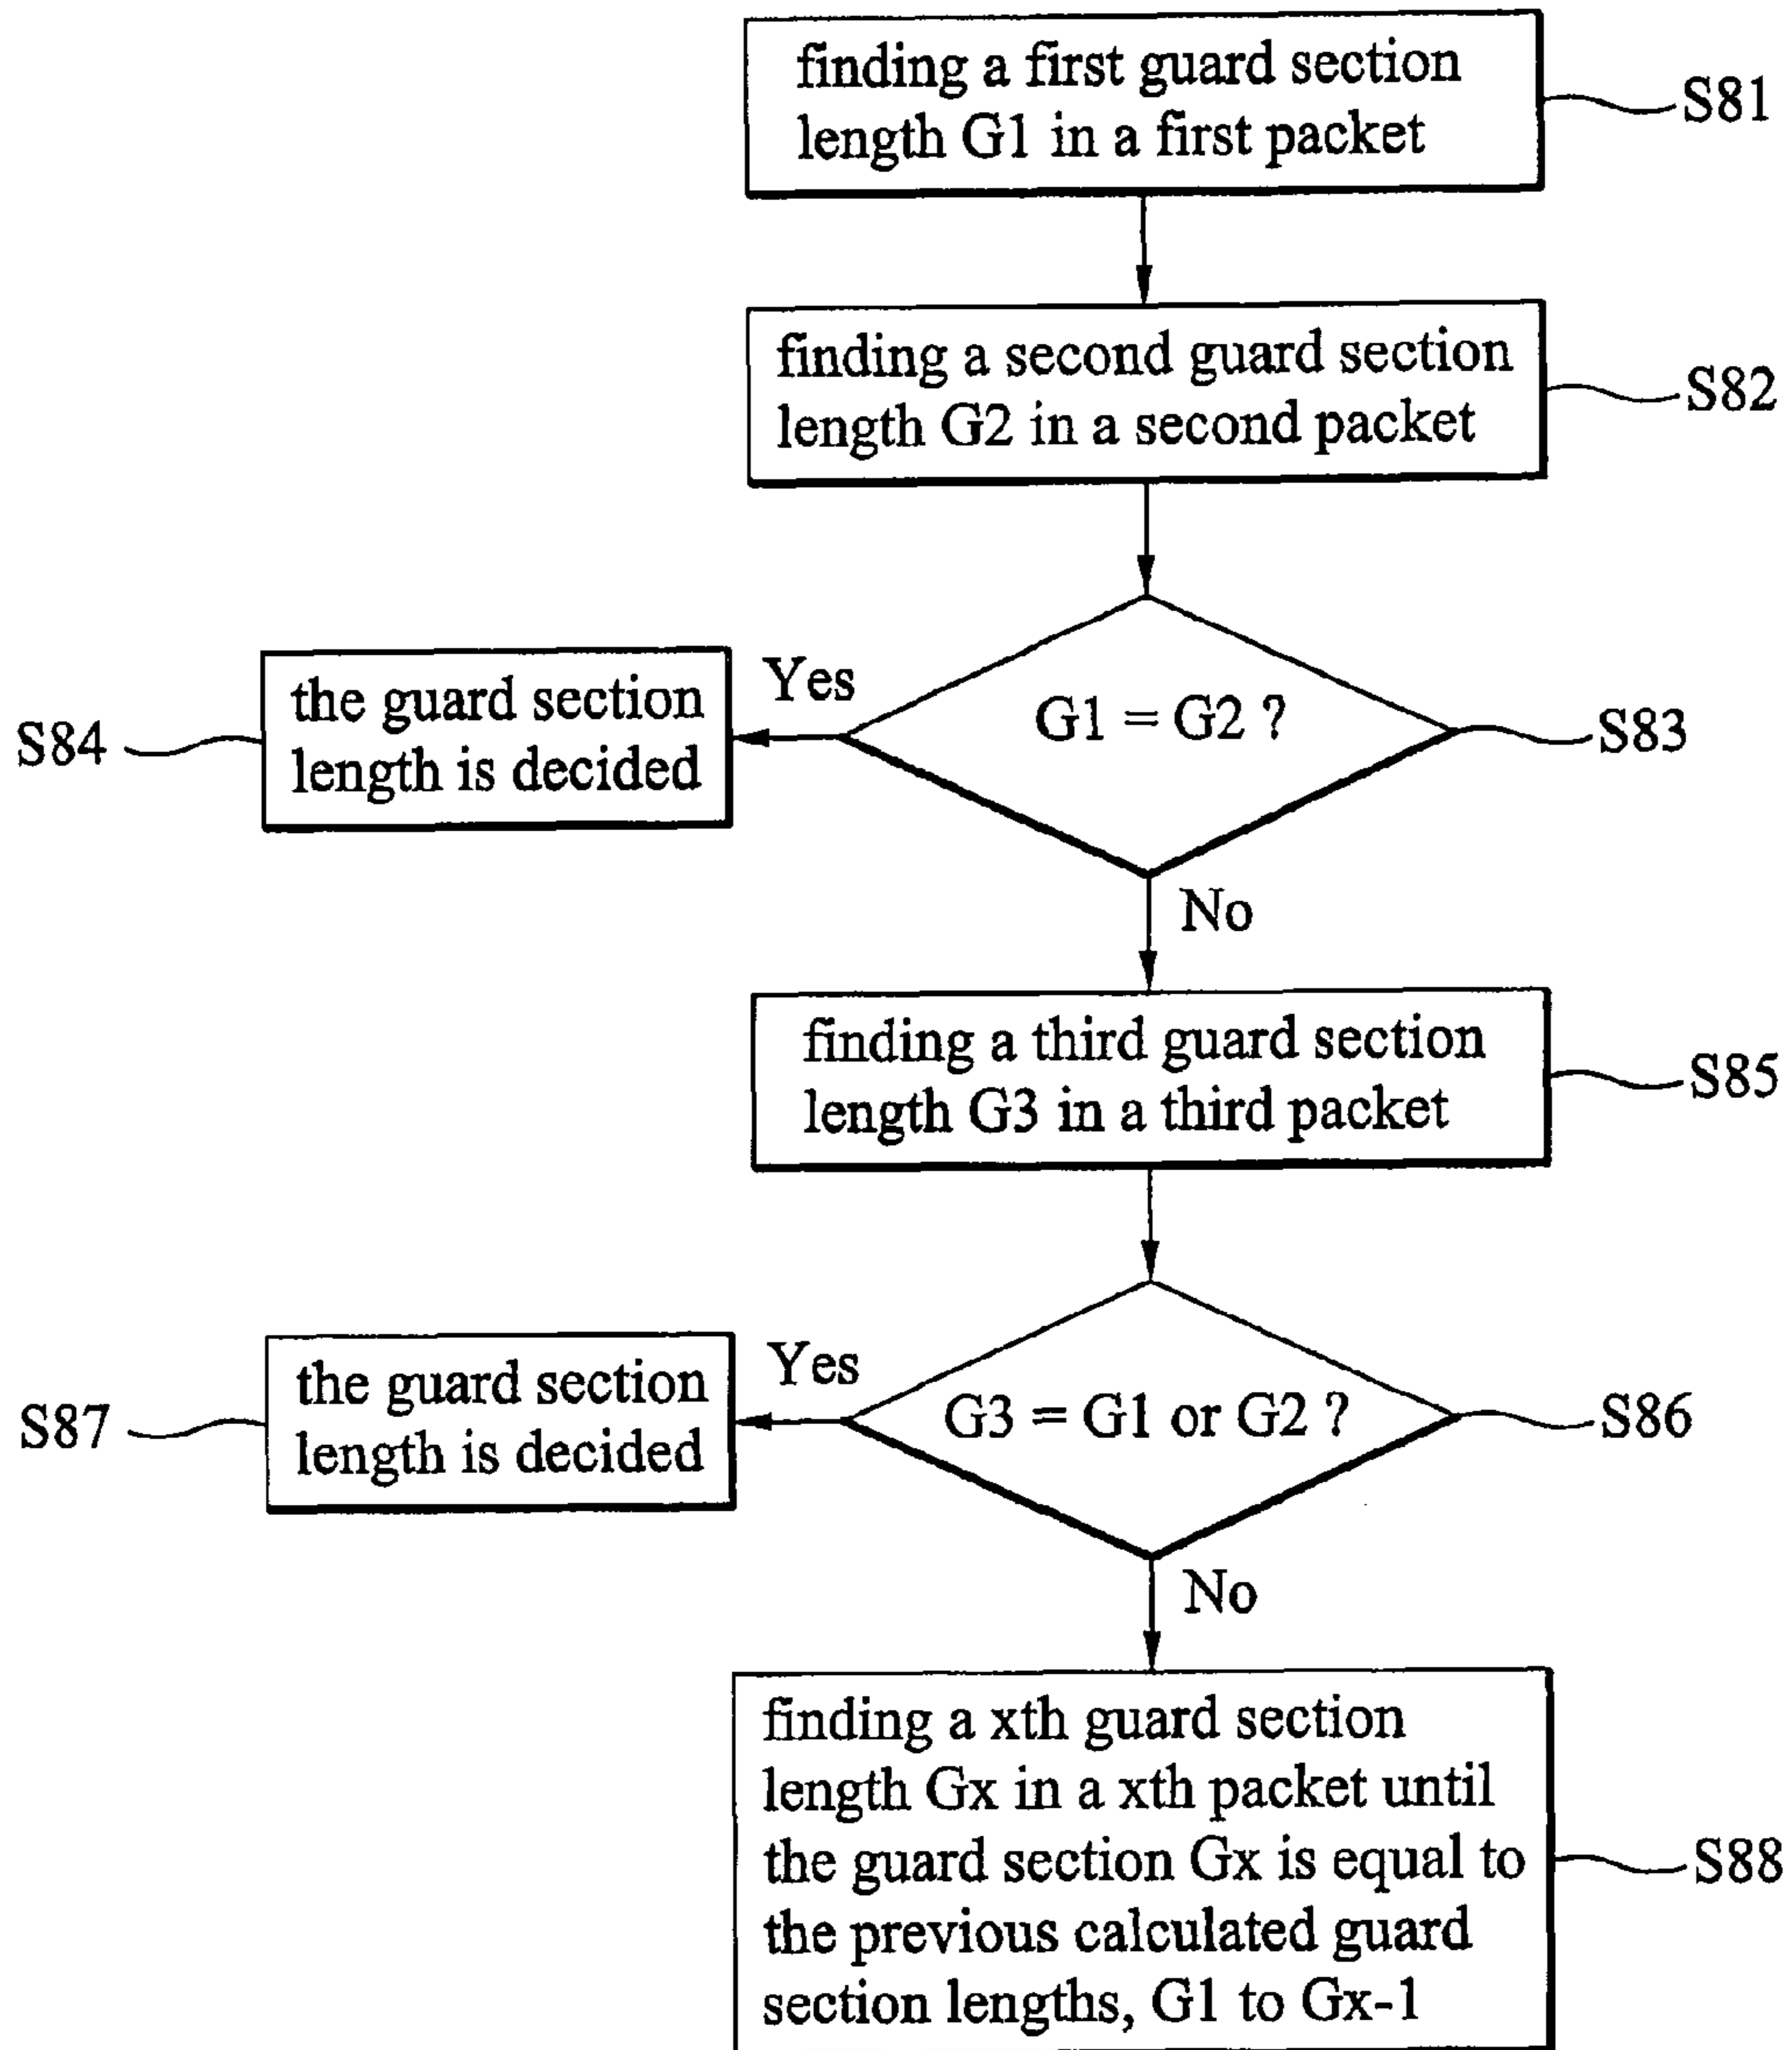 finding a first guard section
length G1 in a first packet
S81
finding a second guard section
length G2 in a second packet
S82
G1 = G2 ?
S83
Yes
the guard section
length is decided
S84
No
finding a third guard section
length G3 in a third packet
S85
G3 = G1 or G2 ?
S86
Yes
the guard section
length is decided
S87
No
finding a xth guard section
length Gx in a xth packet until
the guard section Gx is equal to
the previous calculated guard
section lengths, G1 to Gx-1
S88